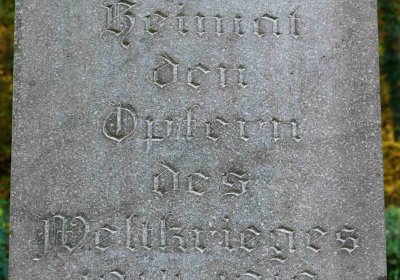 Heimat
den
Opfern
des
Weltkrieges